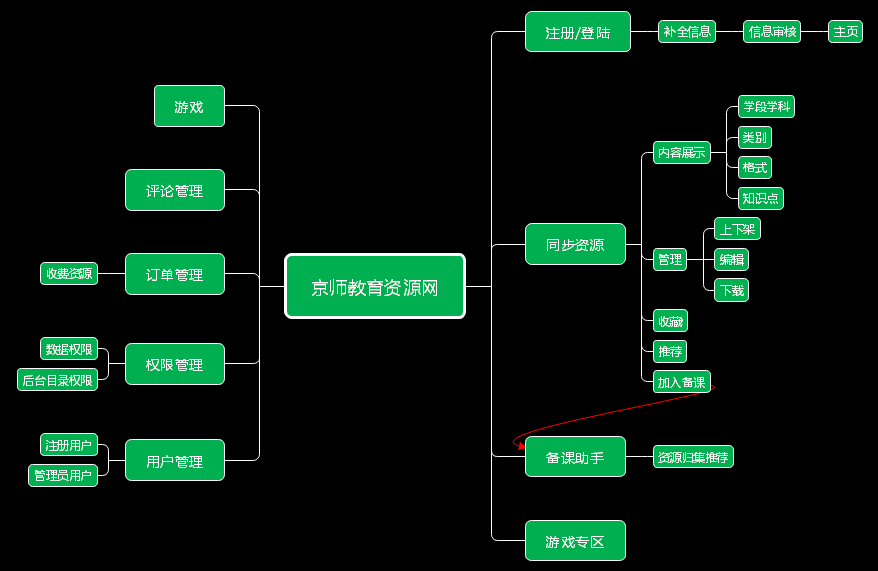 京师教育资源网
注册/登陆
补全信息
信息审核
主页
同步资源
内容展示
学段学科
类别
格式
知识点
管理
上下架
编辑
下载
收藏
推荐
加入备课
备课助手
资源归集推荐
游戏专区
游戏
评论管理
订单管理
收费资源
权限管理
数据权限
后台目录权限
用户管理
注册用户
管理员用户